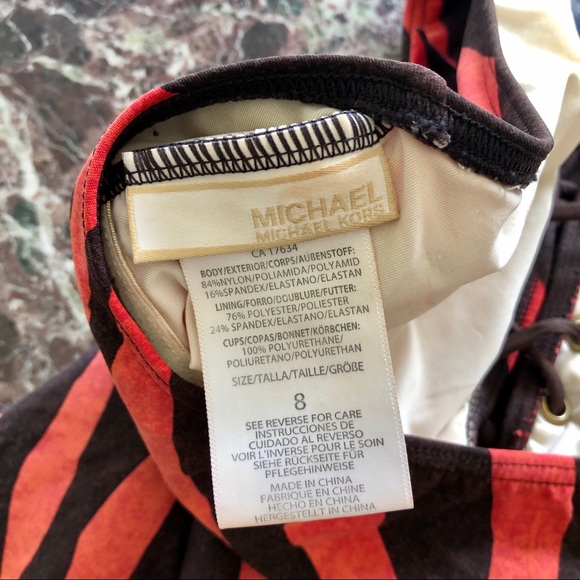 MICHAEL
MICHAEL KORS
CA 17634
BODY/EXTERIOR/CORPS/AUBENSTOFF:
84%NYLON/POLIAMIDA/POLYAMID
16%SPANDEX/ELASTANO/ELASTAN
LINING/FORRO/DOUBLURE/FUTTER:
76% POLYESTER/POLIESTER
24% SPANDEX/ELASTANO/ELASTAN
CUPS/COPAS/BONNET/KÖRBCHEN:
100% POLYURETHANE/
POLIURETANO/POLYURETHAN
SIZE/TALLA/TAILLE/GRÖßE
8
SEE REVERSE FOR CARE
INSTRUCCIONES DE
CUIDADO AL REVERSO
VOIR L'INVERSE POUR LE SOIN
SIEHE RÜCKSEITE FÜR
PFLEGEHINWEISE
MADE IN CHINA
FABRIQUE EN CHINE
HECHO EN CHINA
HERGESTELLT IN CHINA